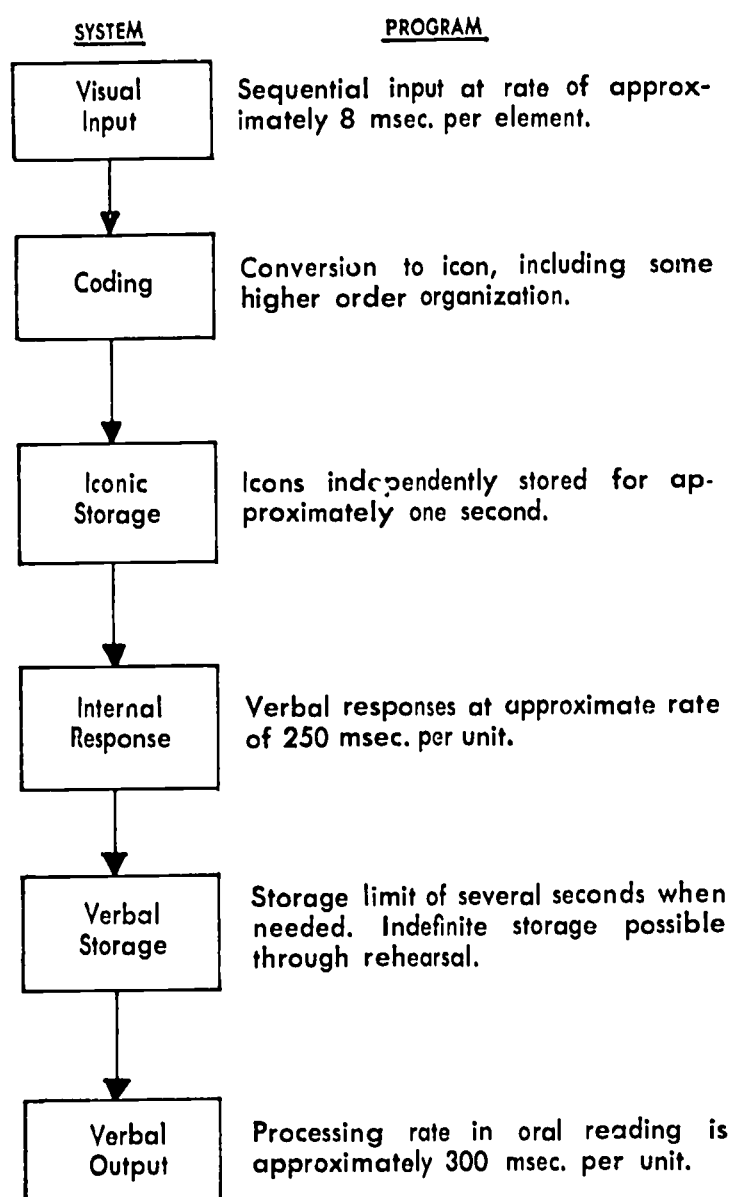 SYSTEM PROGRAM
Visual
Input
Sequential input at rate of approx-
imately 8 msec. per element.
Coding
Conversion to icon, including some
higher order organization.
Iconic
Storage
Icons independently stored for ap-
proximately one second.
Internal
Response
Verbal responses at approximate rate
of 250 msec. per unit.
Verbal
Storage
Storage limit of several seconds when
needed. Indefinite storage possible
through rehearsal.
Verbal
Output
Processing rate in oral reading is
approximately 300 msec. per unit.